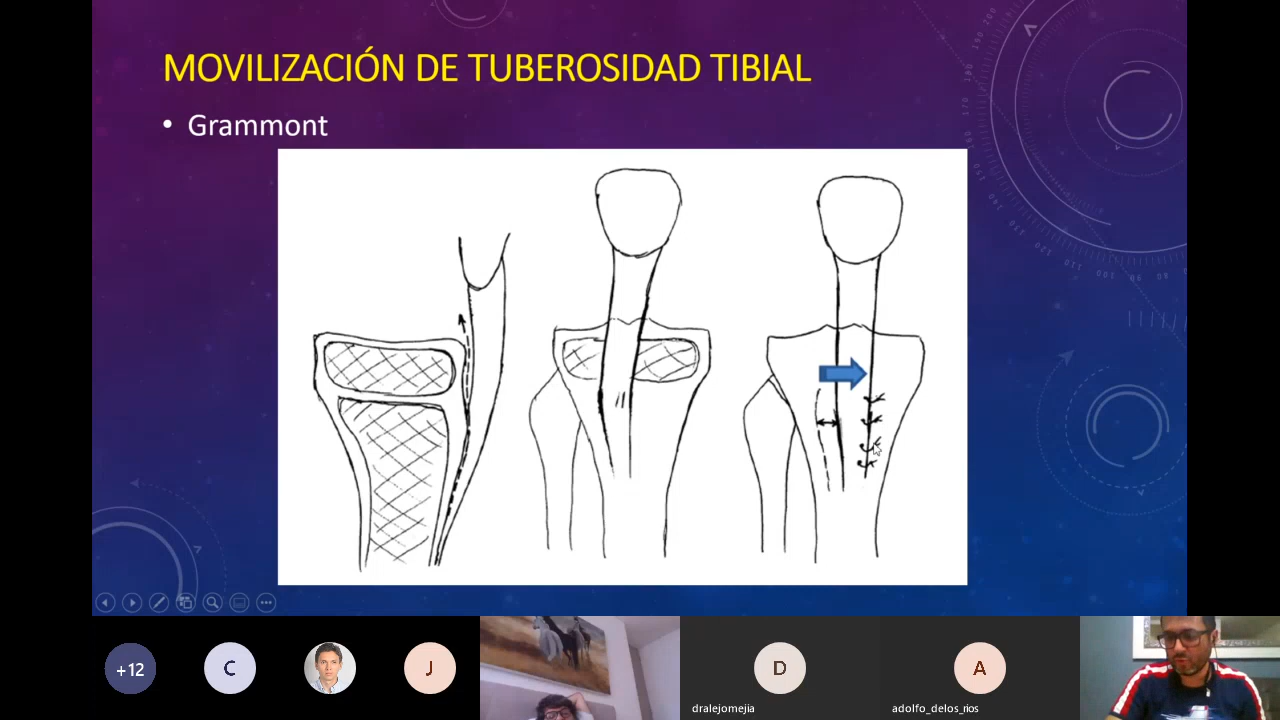 MOVILIZACIÓN DE TUBEROSIDAD TIBIAL
• Grammont
+12
C
J
D
A
dralejomejia
adolfo_delos_rios